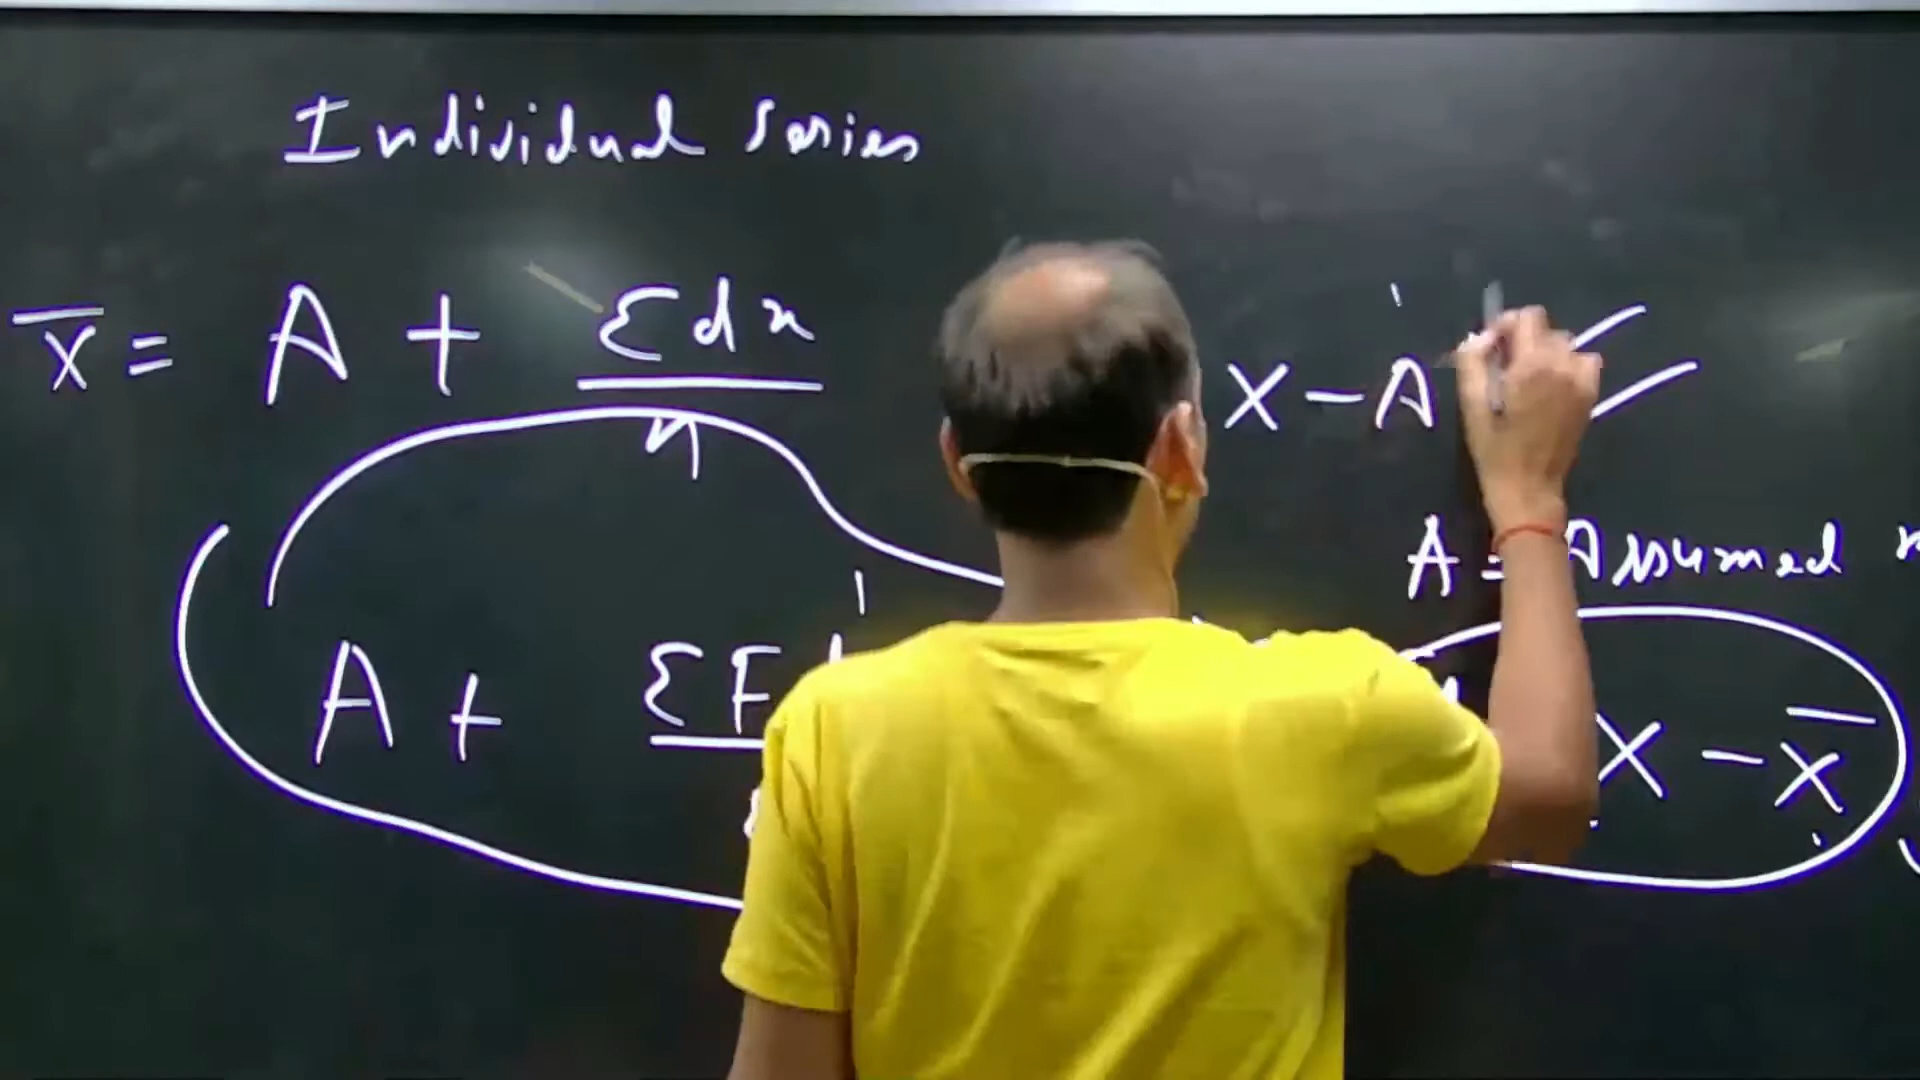 Individual Series
X̄ = A + Σdx
X - A
A = Assumed
A + ΣF
X - X̄